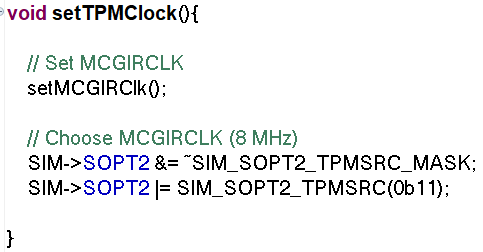 void setTPMClock(){
// Set MCGIRCLK
setMCGIRClk();
// Choose MCGIRCLK (8 MHz)
SIM->SOPT2 &= ~SIM_SOPT2_TPMSRC_MASK;
SIM->SOPT2 |= SIM_SOPT2_TPMSRC(0b11);
}